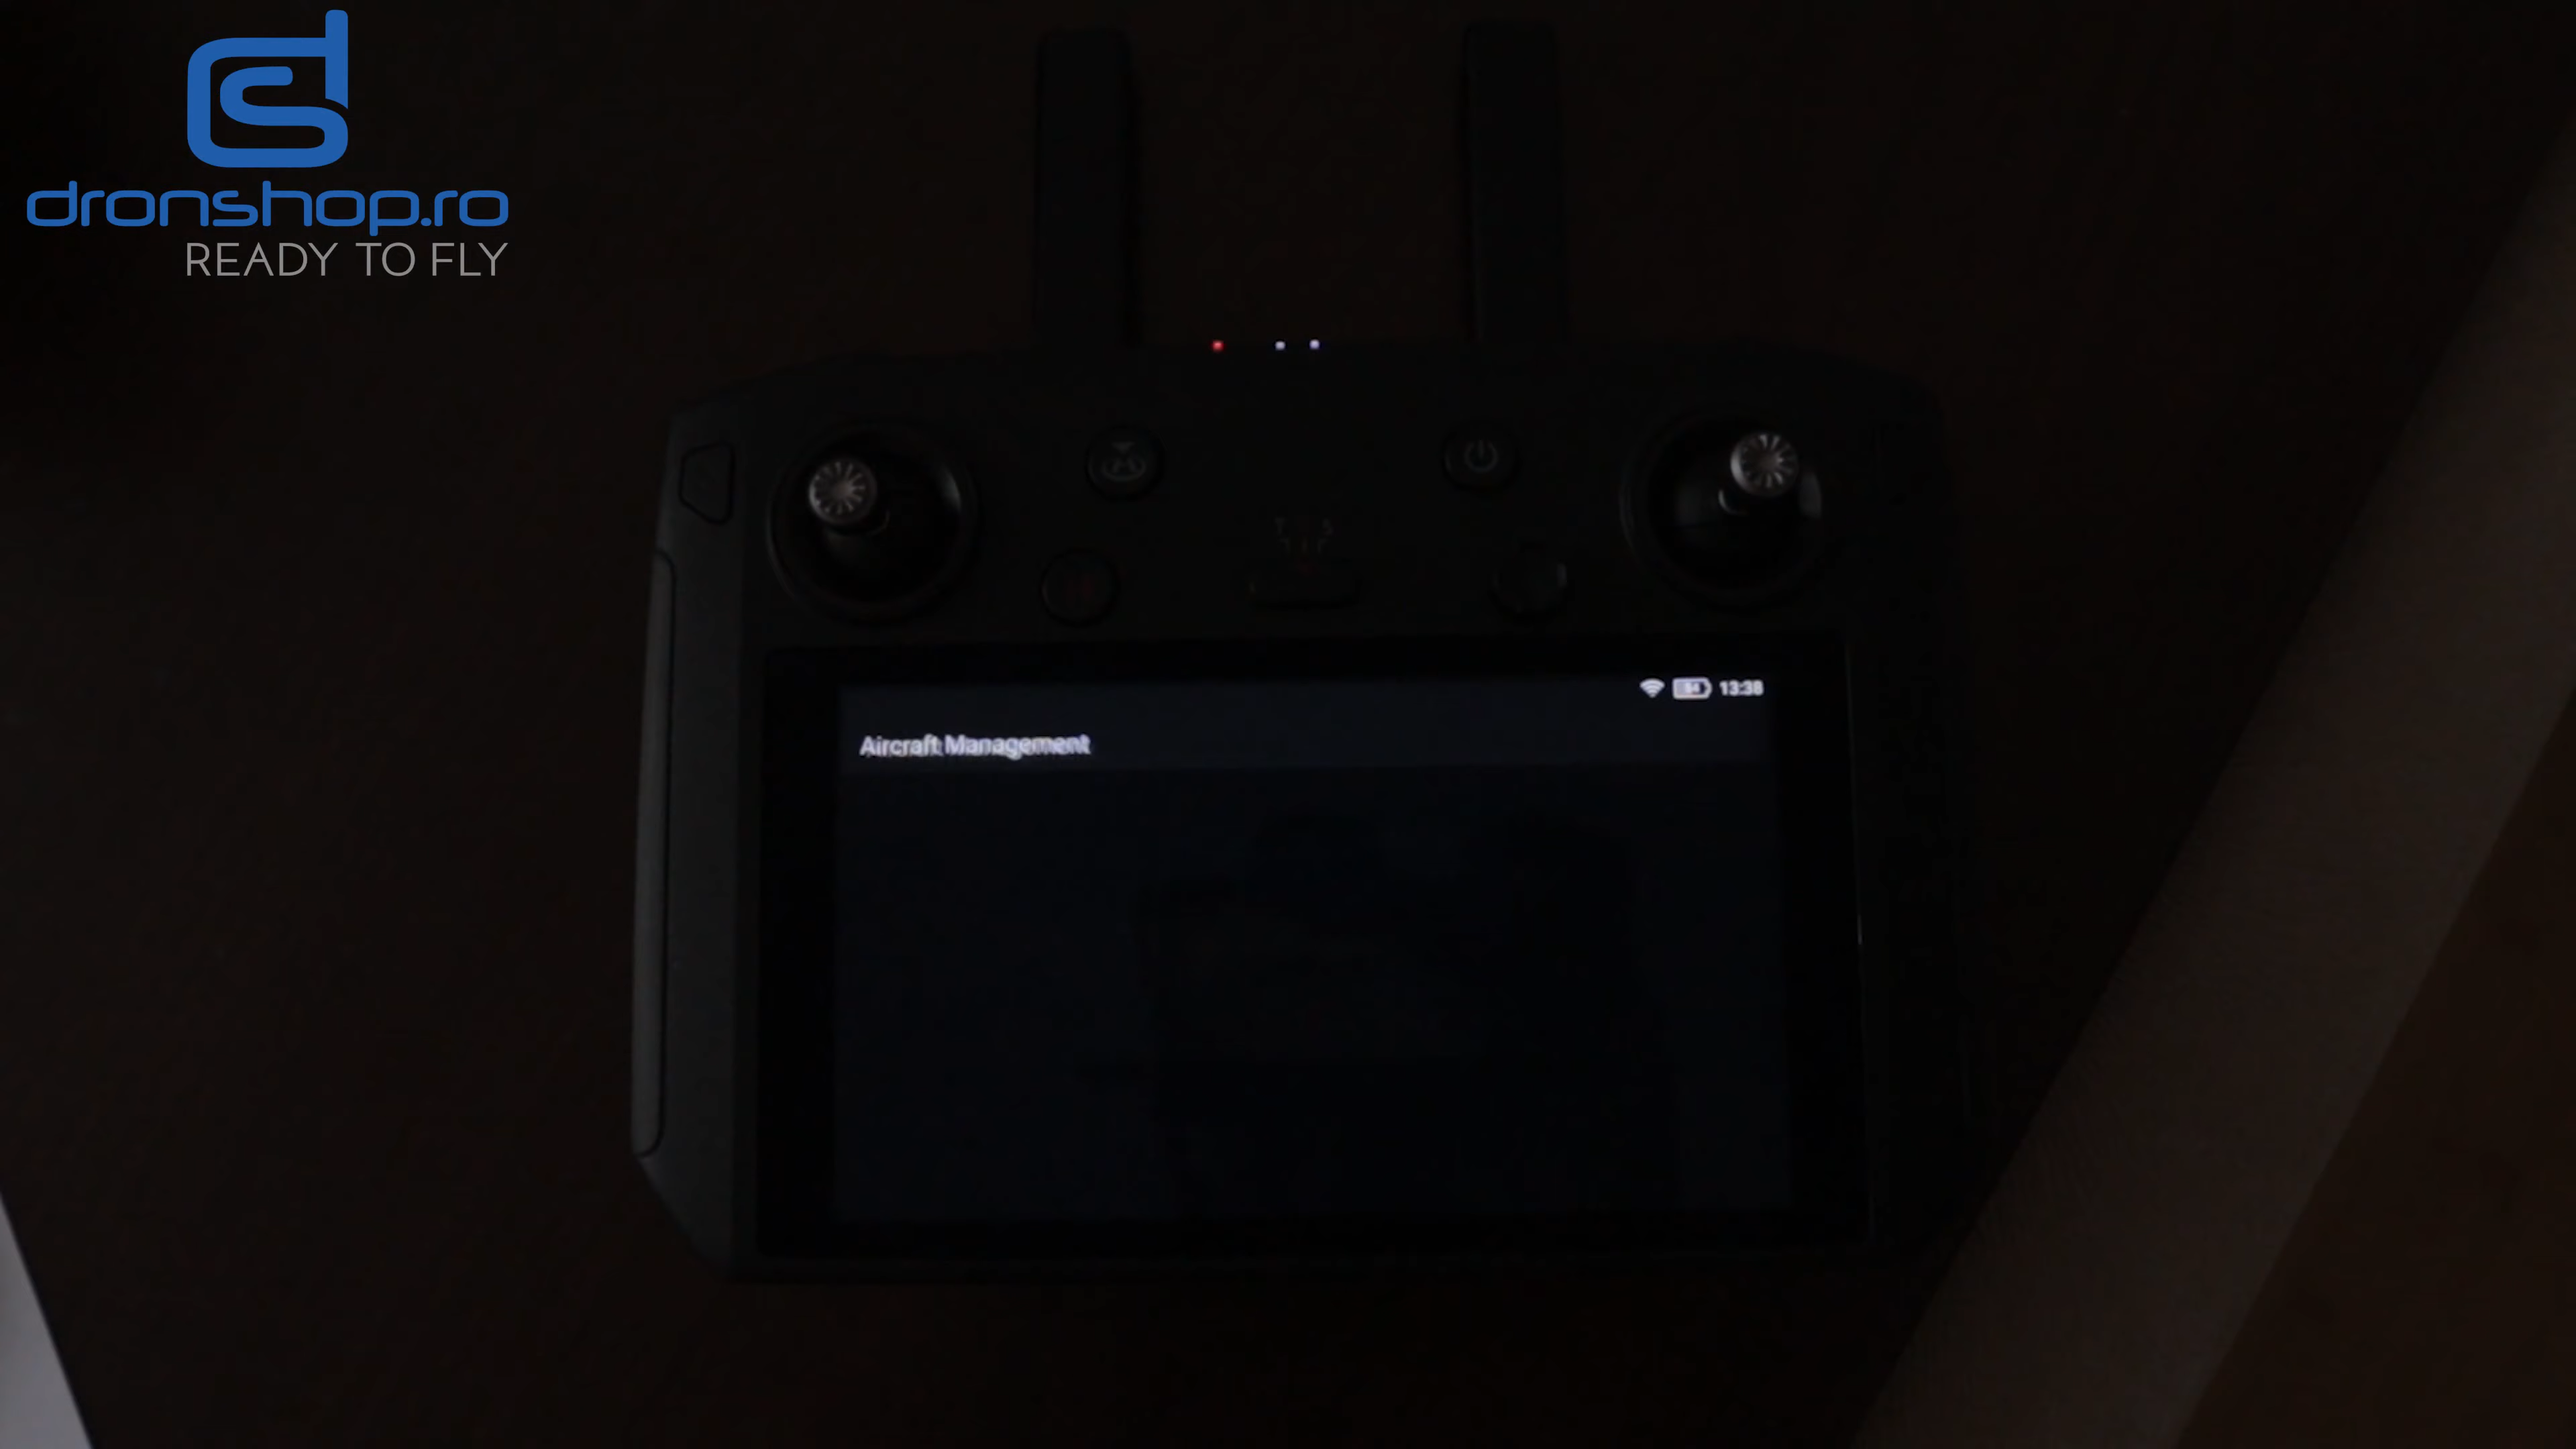 dronshop.ro
READY TO FLY
T S
13:38
Aircraft Management